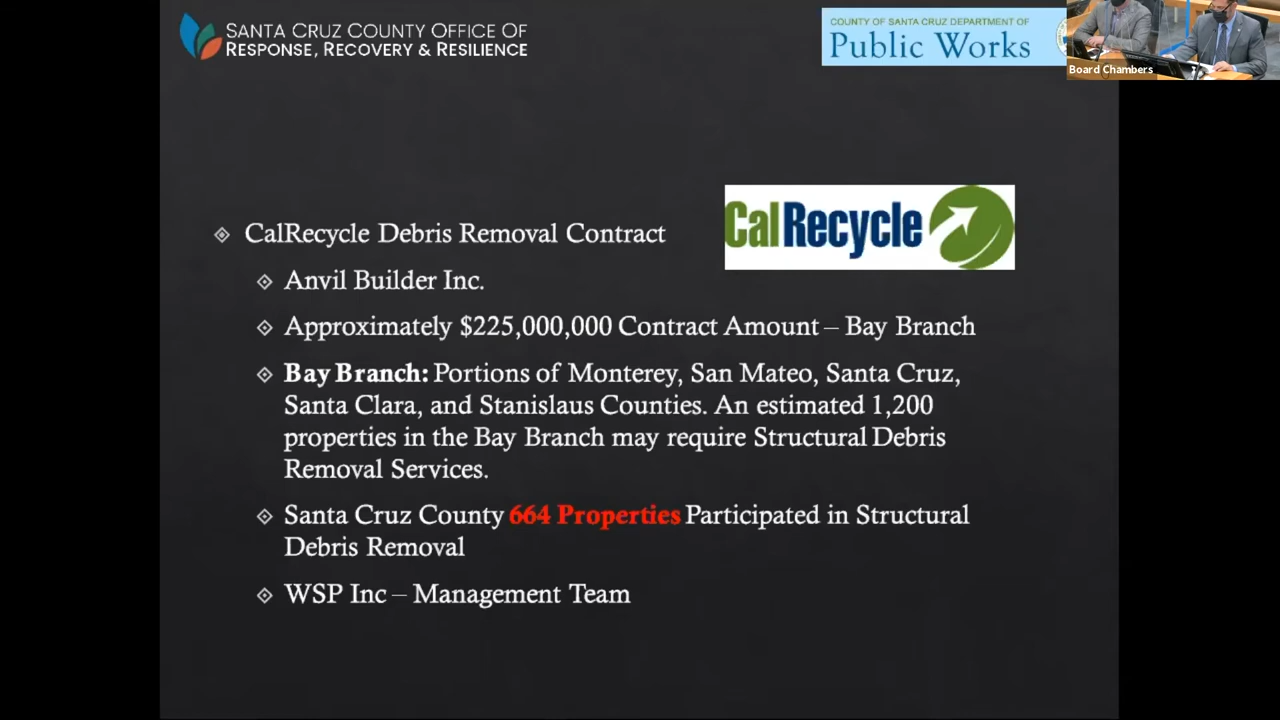 SANTA CRUZ COUNTY OFFICE OF
RESPONSE, RECOVERY & RESILIENCE
COUNTY OF SANTA CRUZ DEPARTMENT OF
Public Works
Board Chambers
CalRecycle
CalRecycle Debris Removal Contract
Anvil Builder Inc.
Approximately $225,000,000 Contract Amount – Bay Branch
Bay Branch: Portions of Monterey, San Mateo, Santa Cruz,
Santa Clara, and Stanislaus Counties. An estimated 1,200
properties in the Bay Branch may require Structural Debris
Removal Services.
Santa Cruz County 664 Properties Participated in Structural
Debris Removal
WSP Inc – Management Team